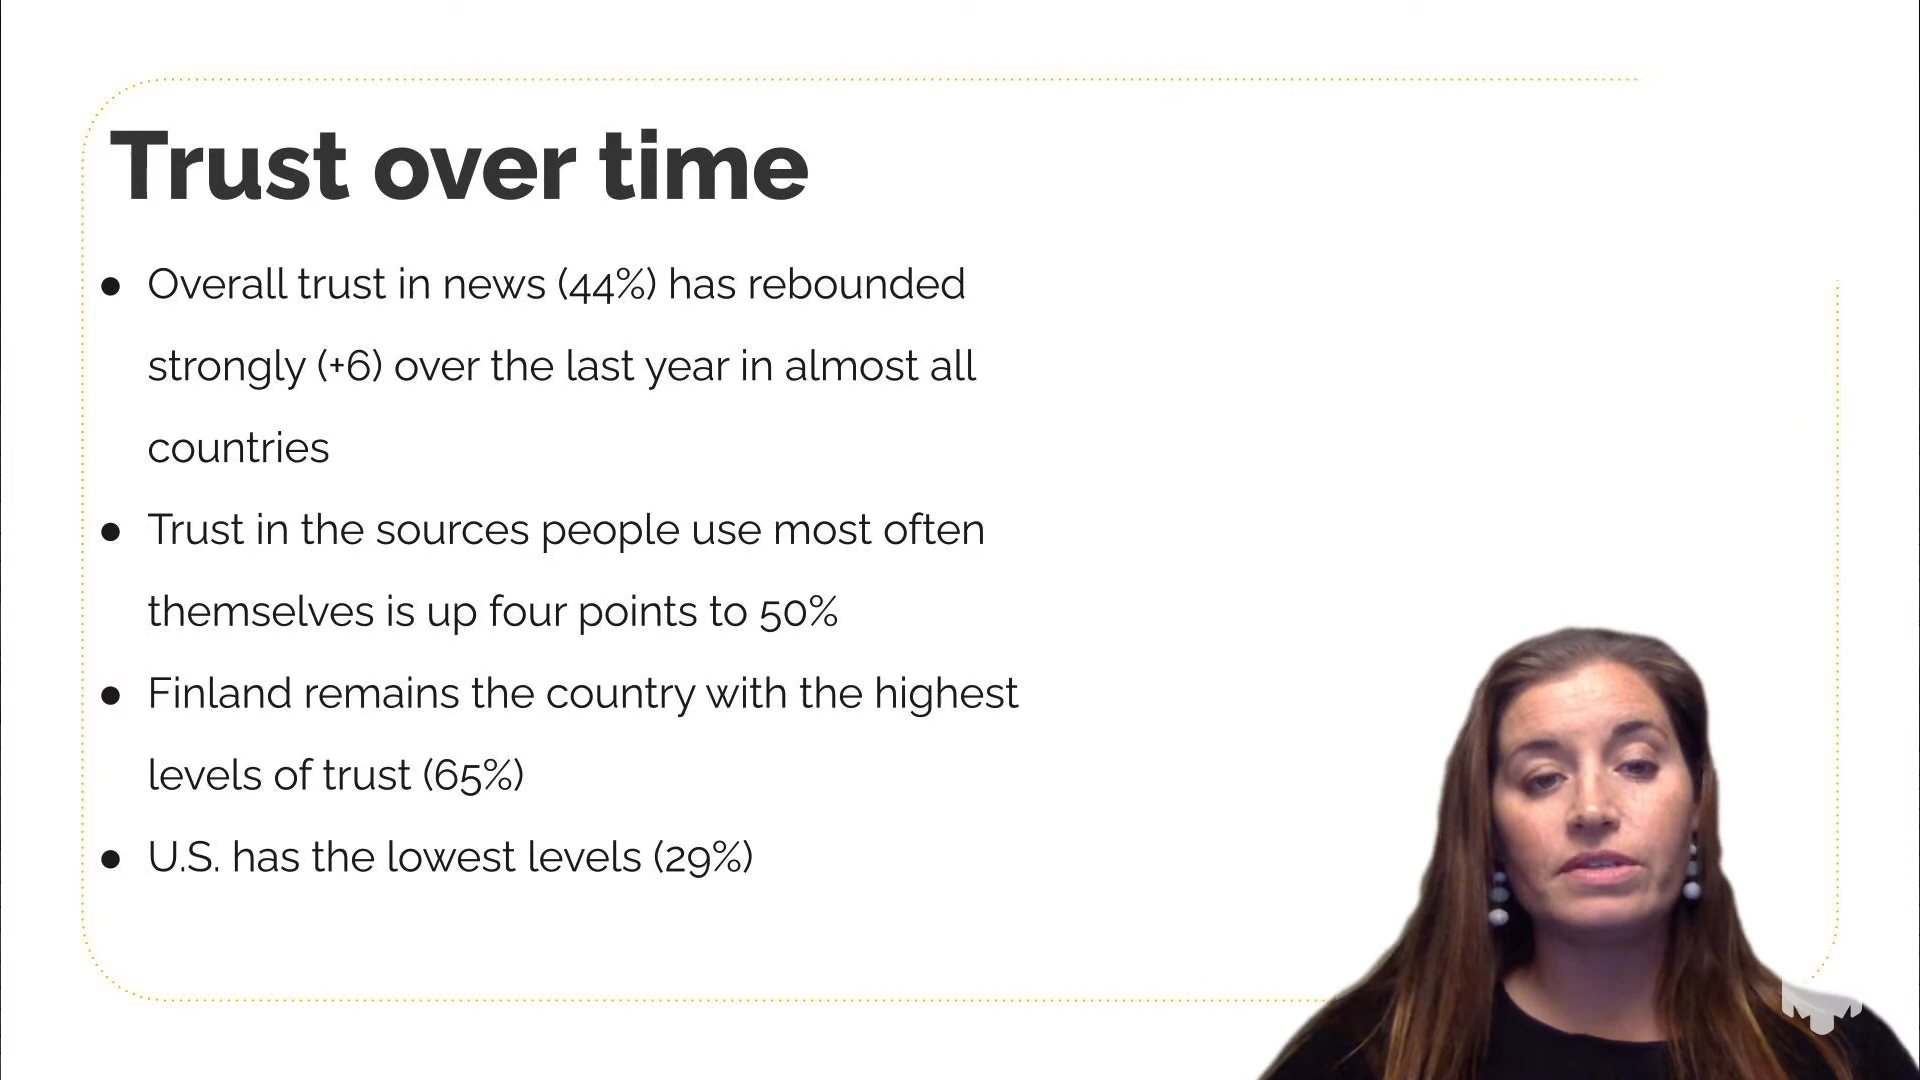 Trust over time
● Overall trust in news (44%) has rebounded
strongly (+6) over the last year in almost all
countries
● Trust in the sources people use most often
themselves is up four points to 50%
● Finland remains the country with the highest
levels of trust (65%)
● U.S. has the lowest levels (29%)